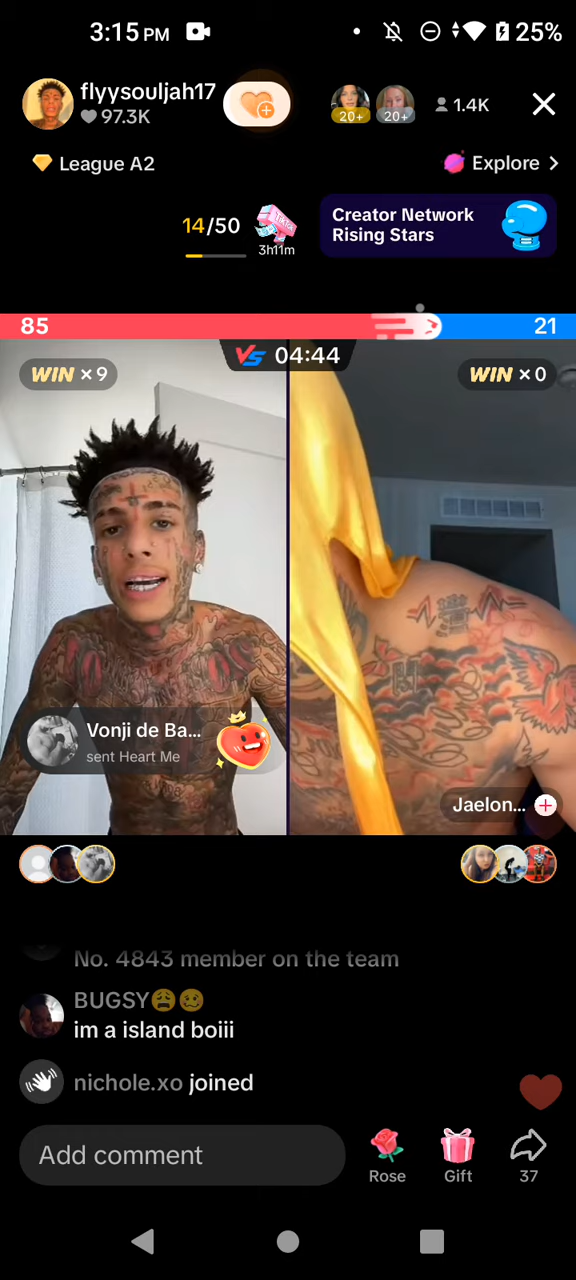 3:15 PM
25%
flyysouljah17
97.3K
20+
20+
1.4K
League A2
Explore >
14/50
TikTok
3h11m
Creator Network
Rising Stars
85
21
VS 04:44
WIN × 9
WIN × 0
Vonji de Ba...
sent Heart Me
Jaelon...
No. 4843 member on the team
BUGSY😩🥴
im a island boiii
nichole.xo joined
Add comment
Rose
Gift
37